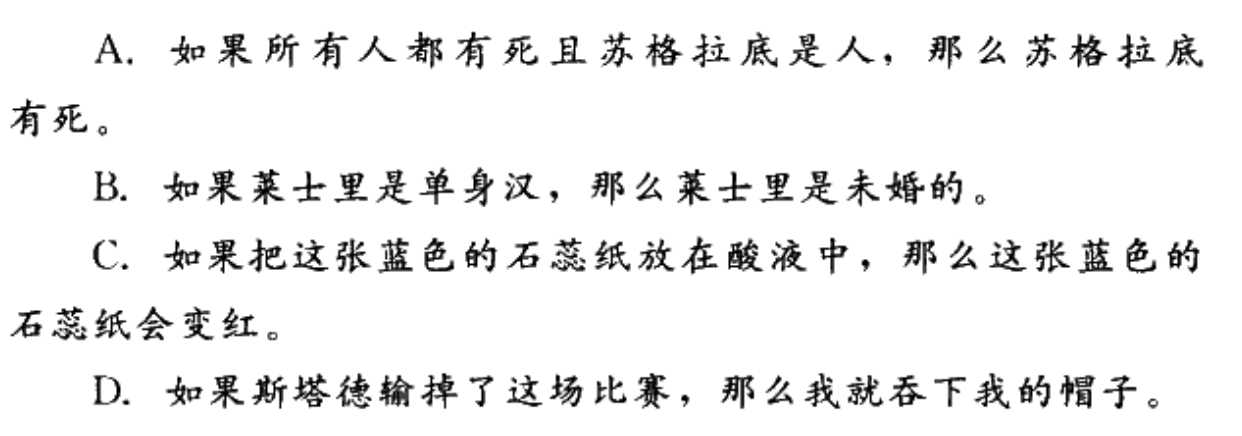 A. 如果所有人都有死且苏格拉底是人，那么苏格拉底
有死。
B. 如果莱士里是单身汉，那么莱士里是未婚的。
C. 如果把这张蓝色的石蕊纸放在酸液中，那么这张蓝色的
石蕊纸会变红。
D. 如果斯塔德输掉了这场比赛，那么我就吞下我的帽子。